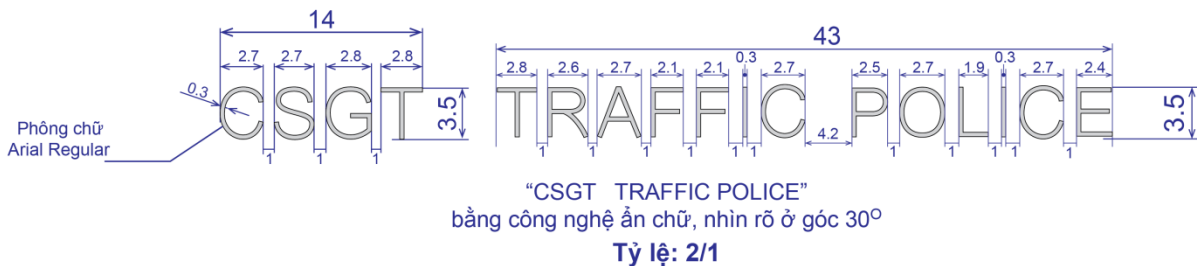 14 43
2.7 2.7 2.8 2.8 2.8 2.6 2.7 2.1 2.1 0.3 2.7 2.5 2.7 1.9 0.3 2.7 2.4
0.3 CSGT 3.5 TRAFFIC POLICE 3.5
Phông chữ
Arial Regular
1 1 1 1 1 1 1 1 1 4.2 1 1 1 1 1
“CSGT TRAFFIC POLICE”
bằng công nghệ ẩn chữ, nhìn rõ ở góc 30O
Tỷ lệ: 2/1